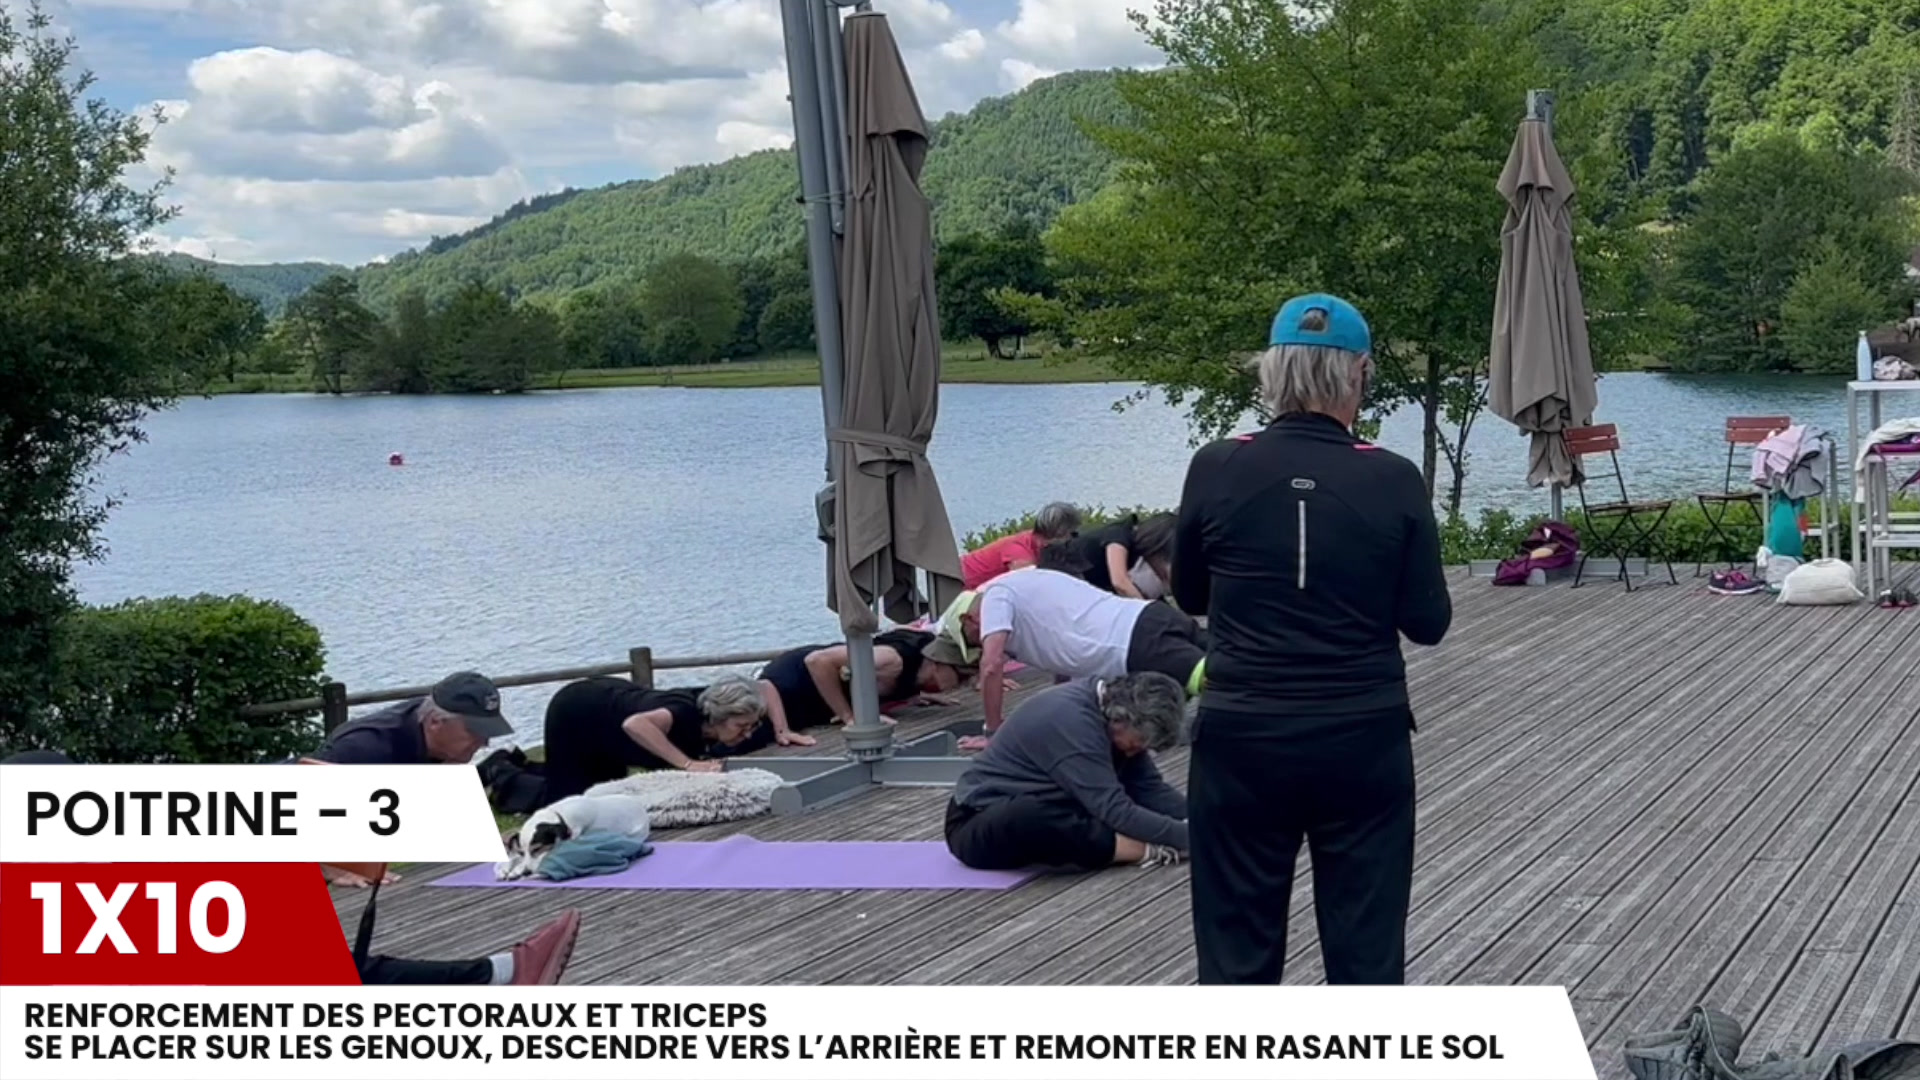 POITRINE – 3
1X10
RENFORCEMENT DES PECTORAUX ET TRICEPS
SE PLACER SUR LES GENOUX, DESCENDRE VERS L'ARRIÈRE ET REMONTER EN RASANT LE SOL